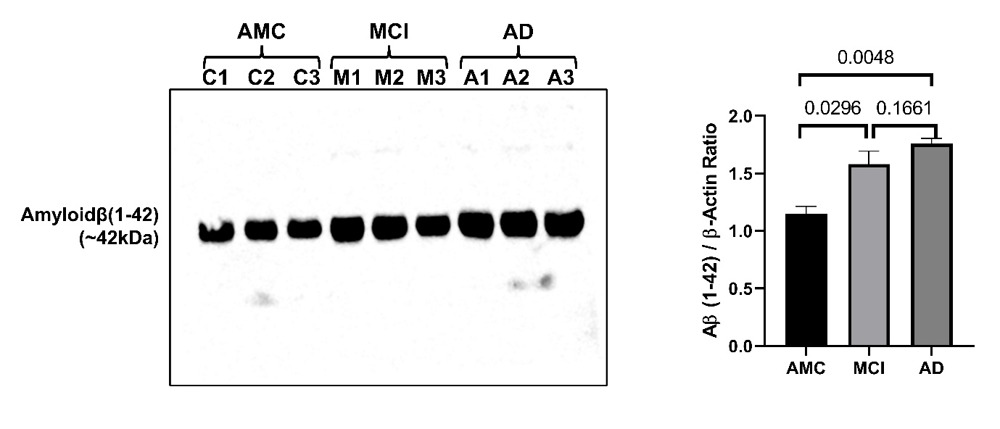 AMC MCI AD
C1 C2 C3 M1 M2 M3 A1 A2 A3
Amyloidβ(1-42)
(~42kDa)
0.0048
0.0296 0.1661
Aβ (1-42) / β-Actin Ratio
2.0
1.5
1.0
0.5
0.0
AMC MCI AD